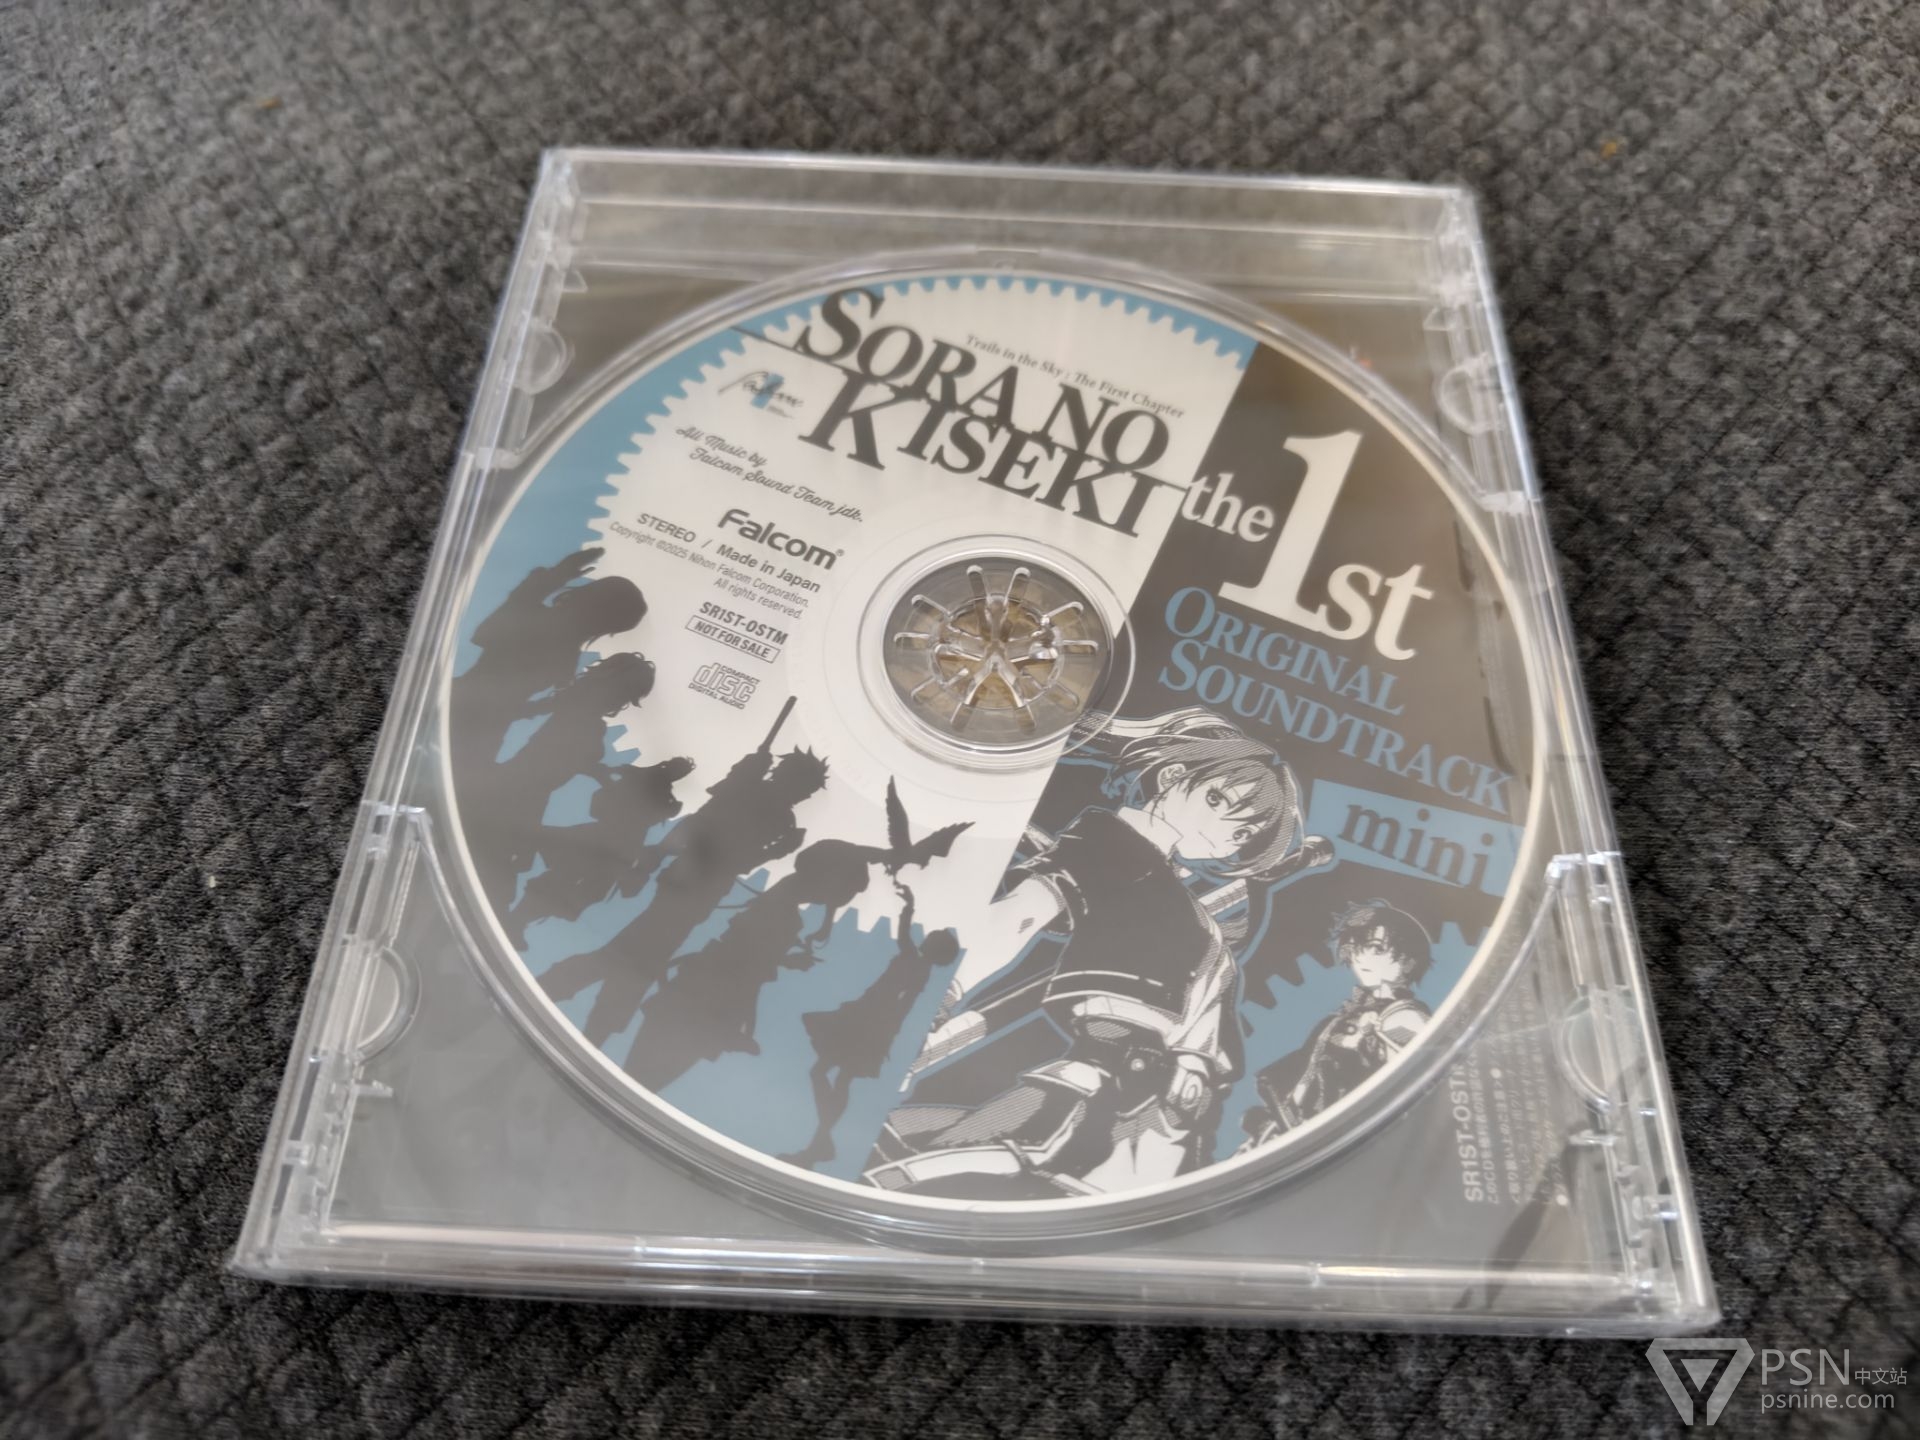 Trails in the Sky : The First Chapter
SORA NO
KISEKI
the 1st
ORIGINAL
SOUNDTRACK
mini
All Music by
Falcom Sound Team jdk.
Falcom®
STEREO / Made in Japan
Copyright ©2025 Nihon Falcom Corporation.
All rights reserved.
SR1ST-OSTM
NOT FOR SALE
COMPACT
disc
DIGITAL AUDIO
SR1ST-OST
PSN中文站
psnine.com